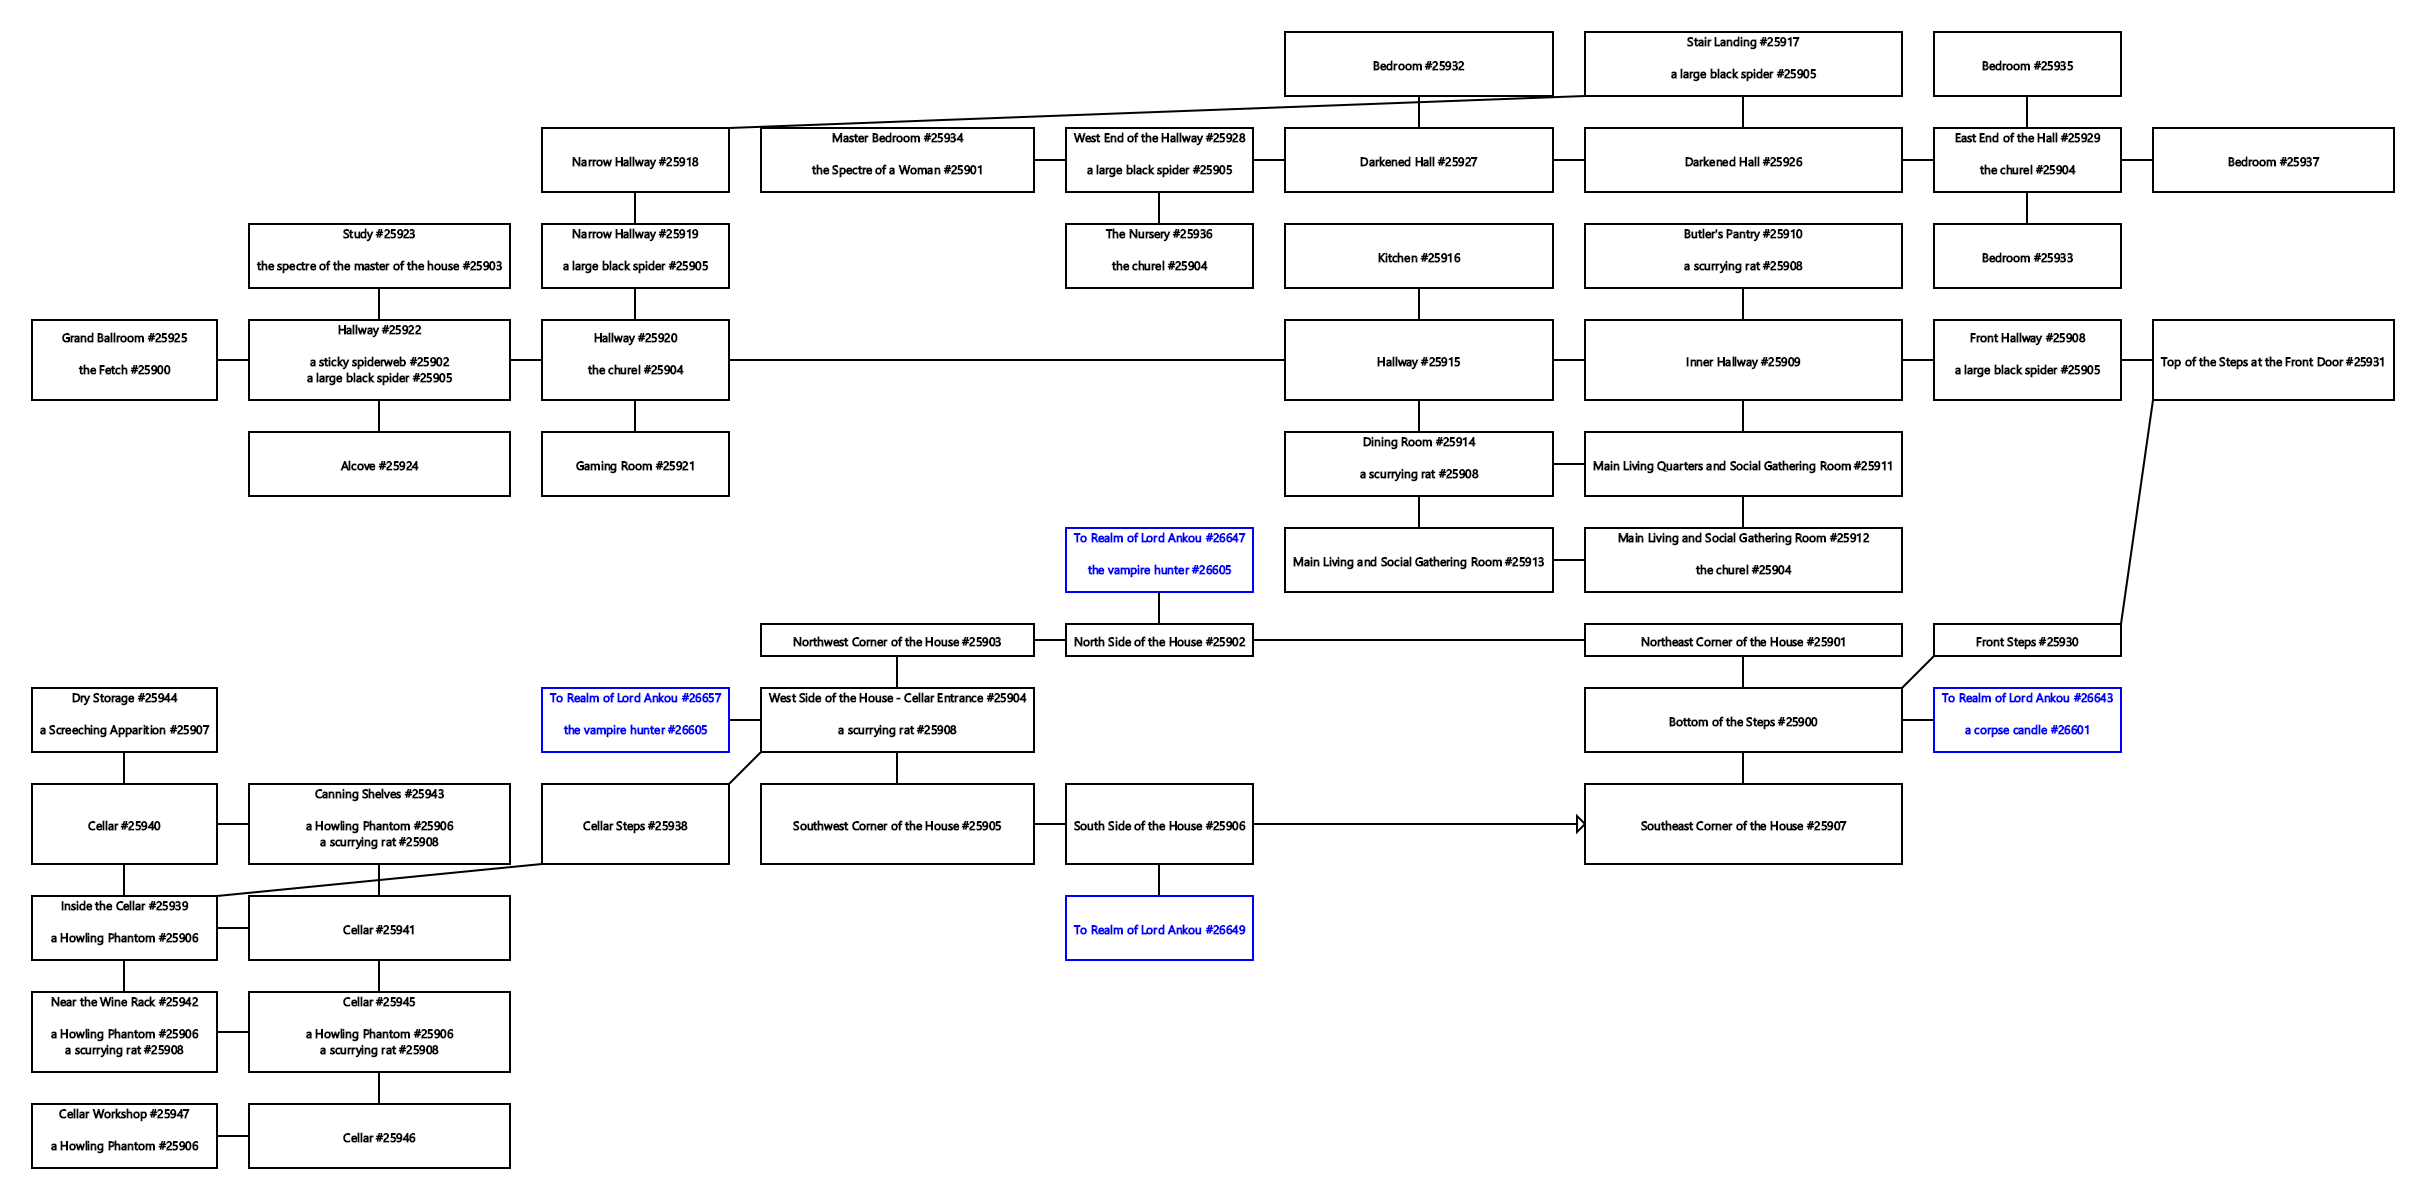 Bedroom #25932
Stair Landing #25917
a large black spider #25905
Bedroom #25935
Narrow Hallway #25918
Master Bedroom #25934
the Spectre of a Woman #25901
West End of the Hallway #25928
a large black spider #25905
Darkened Hall #25927
Darkened Hall #25926
East End of the Hall #25929
the churel #25904
Bedroom #25937
Study #25923
the spectre of the master of the house #25903
Narrow Hallway #25919
a large black spider #25905
The Nursery #25936
the churel #25904
Kitchen #25916
Butler's Pantry #25910
a scurrying rat #25908
Bedroom #25933
Grand Ballroom #25925
the Fetch #25900
Hallway #25922
a sticky spiderweb #25902
a large black spider #25905
Hallway #25920
the churel #25904
Hallway #25915
Inner Hallway #25909
Front Hallway #25908
a large black spider #25905
Top of the Steps at the Front Door #25931
Alcove #25924
Gaming Room #25921
Dining Room #25914
a scurrying rat #25908
Main Living Quarters and Social Gathering Room #25911
To Realm of Lord Ankou #26647
the vampire hunter #26605
Main Living and Social Gathering Room #25913
Main Living and Social Gathering Room #25912
the churel #25904
Northwest Corner of the House #25903
North Side of the House #25902
Northeast Corner of the House #25901
Front Steps #25930
Dry Storage #25944
a Screeching Apparition #25907
To Realm of Lord Ankou #26657
the vampire hunter #26605
West Side of the House - Cellar Entrance #25904
a scurrying rat #25908
Bottom of the Steps #25900
To Realm of Lord Ankou #26643
a corpse candle #26601
Cellar #25940
Canning Shelves #25943
a Howling Phantom #25906
a scurrying rat #25908
Cellar Steps #25938
Southwest Corner of the House #25905
South Side of the House #25906
Southeast Corner of the House #25907
Inside the Cellar #25939
a Howling Phantom #25906
Cellar #25941
To Realm of Lord Ankou #26649
Near the Wine Rack #25942
a Howling Phantom #25906
a scurrying rat #25908
Cellar #25945
a Howling Phantom #25906
a scurrying rat #25908
Cellar Workshop #25947
a Howling Phantom #25906
Cellar #25946